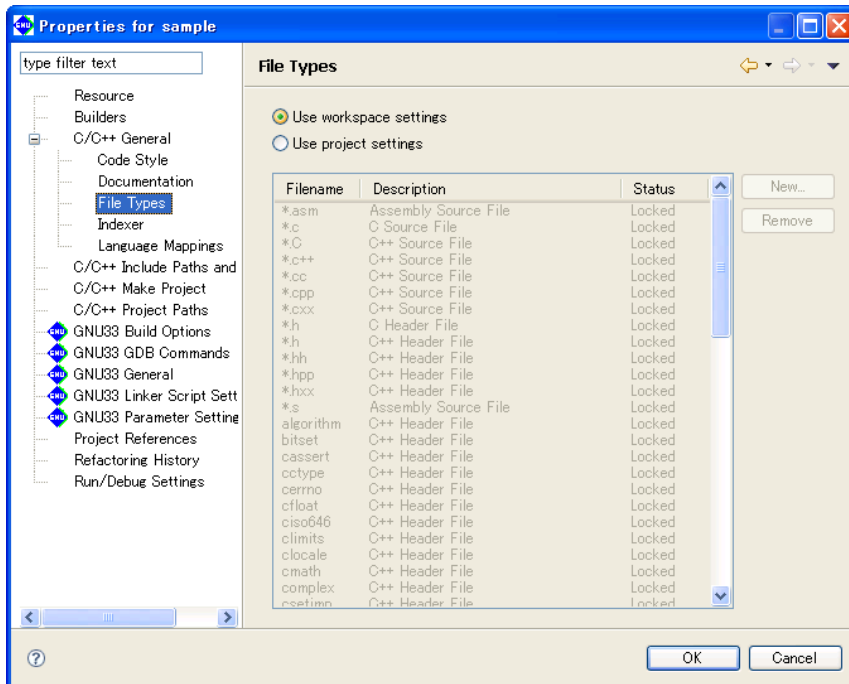 Properties for sample
type filter text
Resource
Builders
C/C++ General
Code Style
Documentation
File Types
Indexer
Language Mappings
C/C++ Include Paths and
C/C++ Make Project
C/C++ Project Paths
GNU33 Build Options
GNU33 GDB Commands
GNU33 General
GNU33 Linker Script Sett
GNU33 Parameter Setting
Project References
Refactoring History
Run/Debug Settings
File Types
Use workspace settings
Use project settings
Filename Description Status
*.asm Assembly Source File Locked
*.c C Source File Locked
*.C C++ Source File Locked
*.c++ C++ Source File Locked
*.cc C++ Source File Locked
*.cpp C++ Source File Locked
*.cxx C++ Source File Locked
*.h C Header File Locked
*.h C++ Header File Locked
*.hh C++ Header File Locked
*.hpp C++ Header File Locked
*.hxx C++ Header File Locked
*.s Assembly Source File Locked
algorithm C++ Header File Locked
bitset C++ Header File Locked
cassert C++ Header File Locked
cctype C++ Header File Locked
cerrno C++ Header File Locked
cfloat C++ Header File Locked
ciso646 C++ Header File Locked
climits C++ Header File Locked
clocale C++ Header File Locked
cmath C++ Header File Locked
complex C++ Header File Locked
csetjmp C++ Header File Locked
New...
Remove
OK Cancel